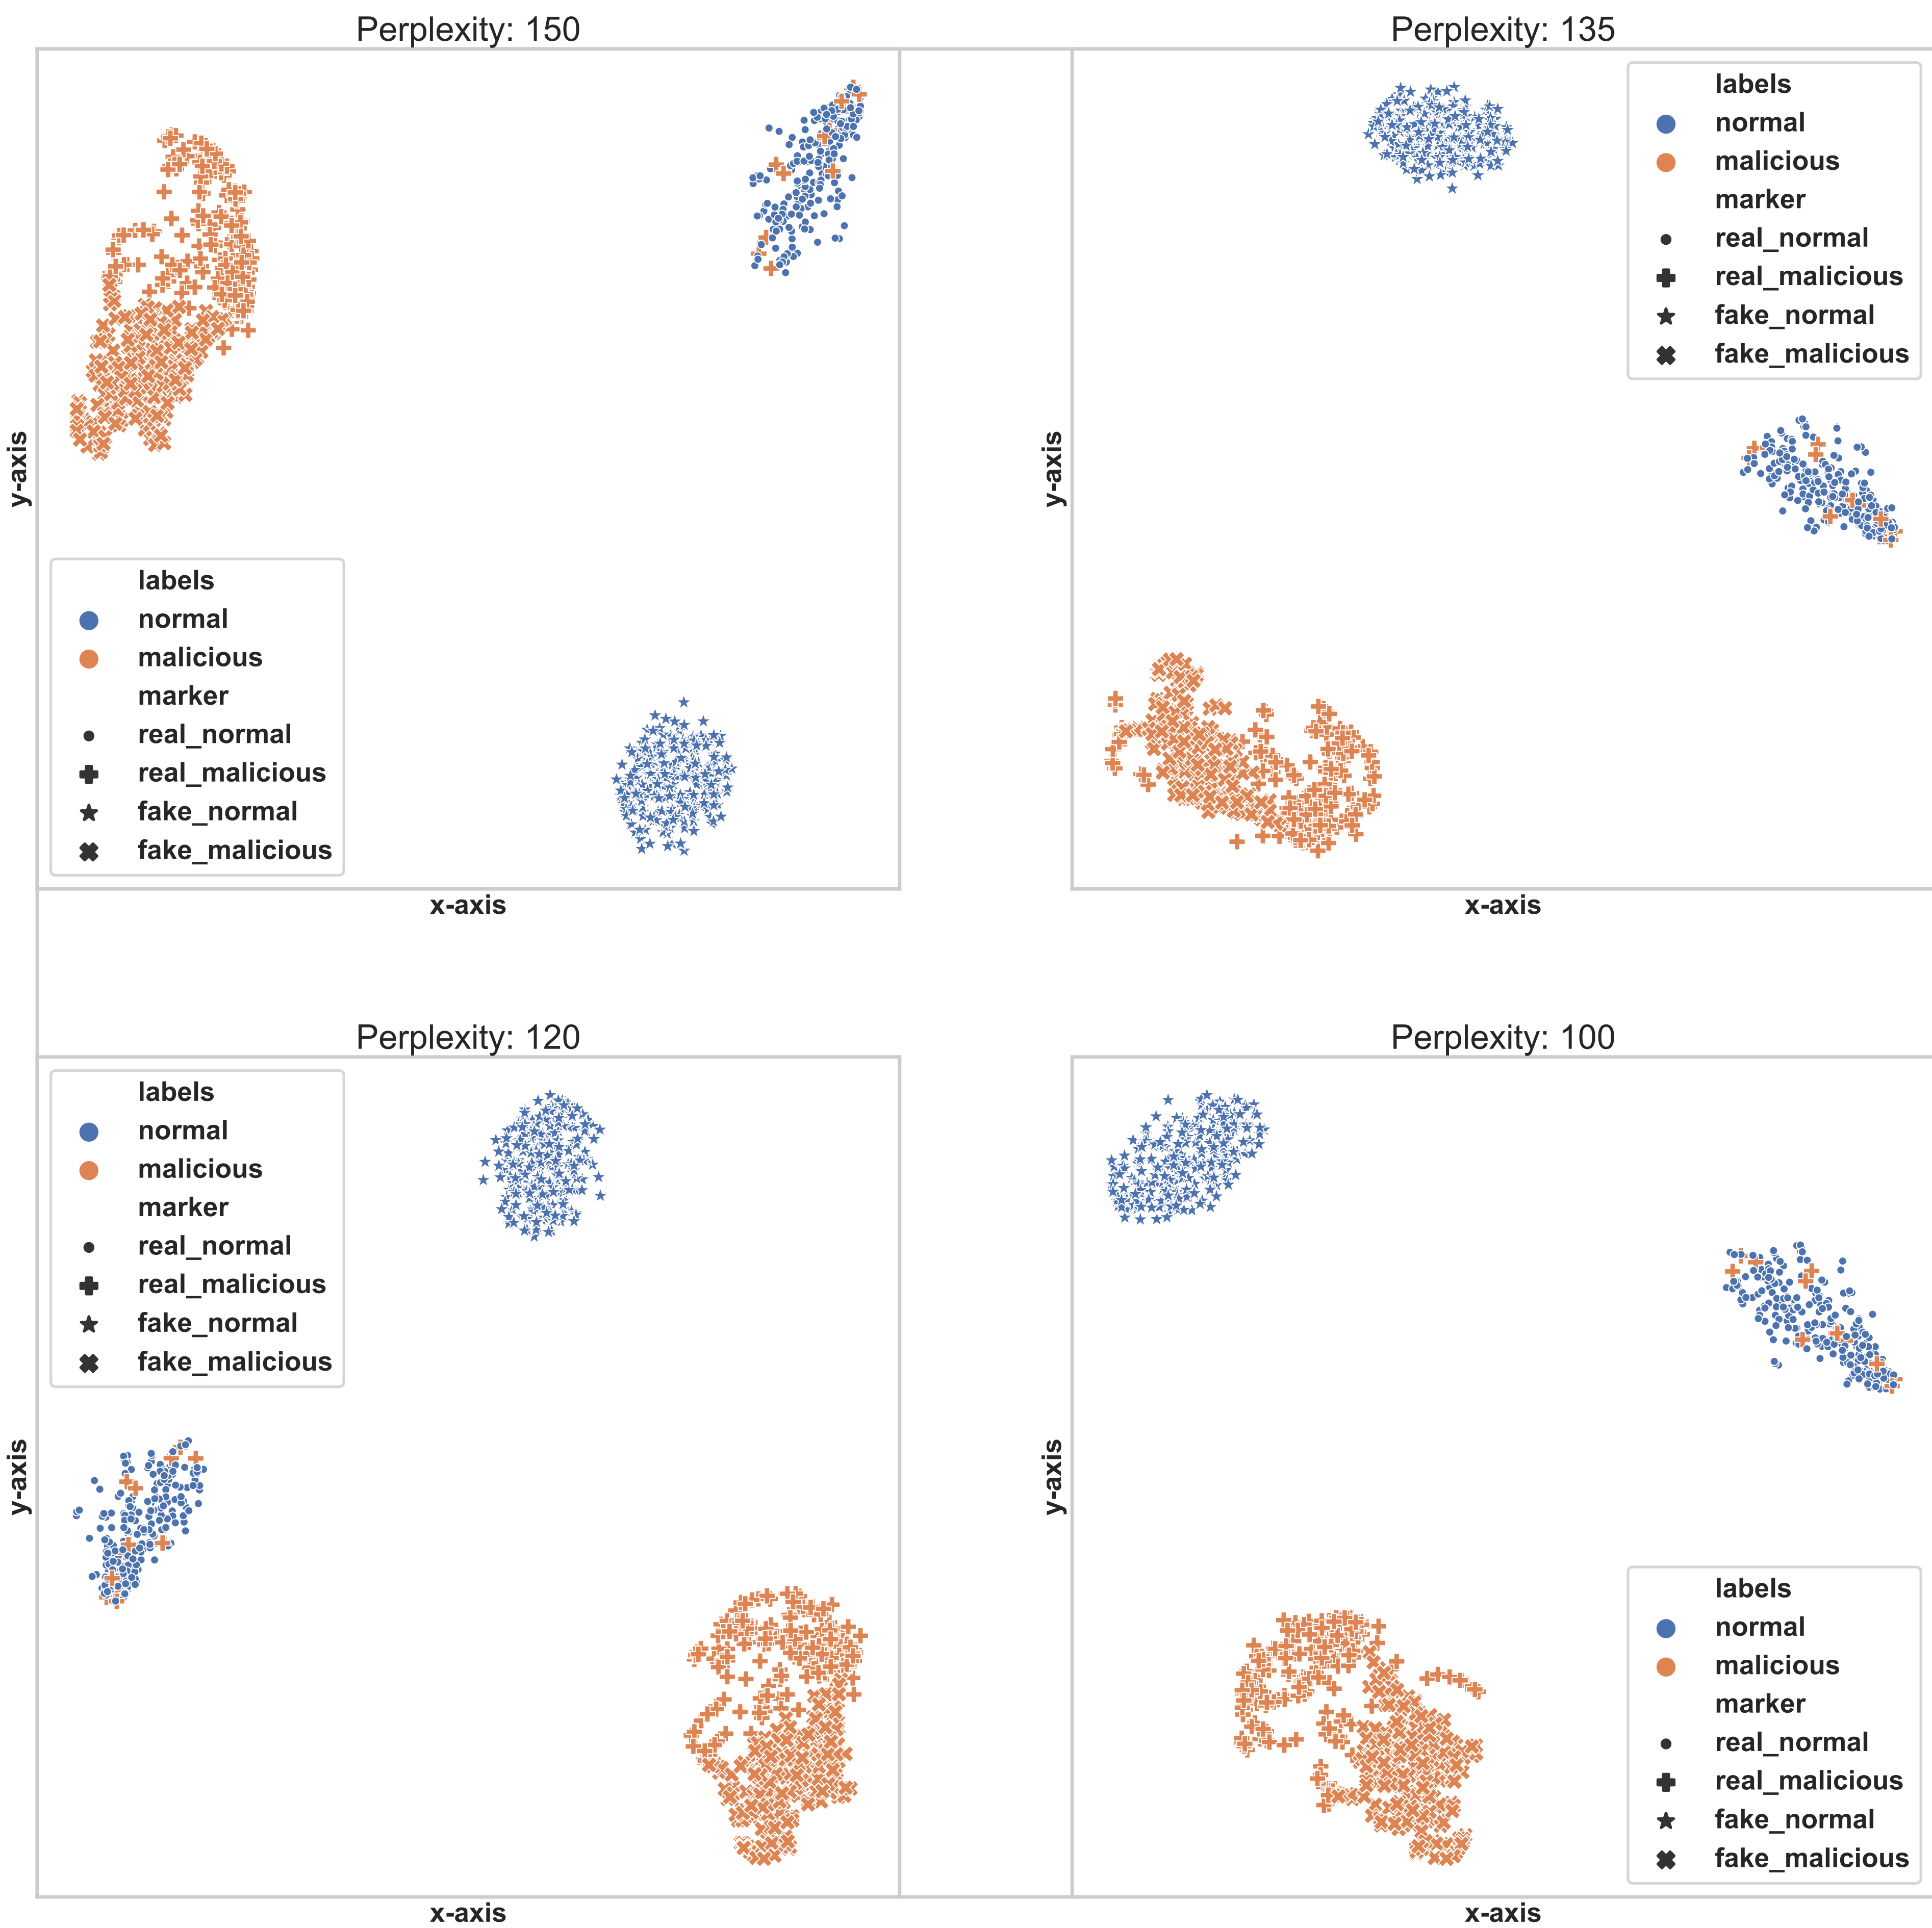 Perplexity: 150
y-axis
labels
normal
malicious
marker
real_normal
real_malicious
fake_normal
fake_malicious
x-axis
Perplexity: 135
y-axis
labels
normal
malicious
marker
real_normal
real_malicious
fake_normal
fake_malicious
x-axis
Perplexity: 120
y-axis
labels
normal
malicious
marker
real_normal
real_malicious
fake_normal
fake_malicious
x-axis
Perplexity: 100
y-axis
labels
normal
malicious
marker
real_normal
real_malicious
fake_normal
fake_malicious
x-axis